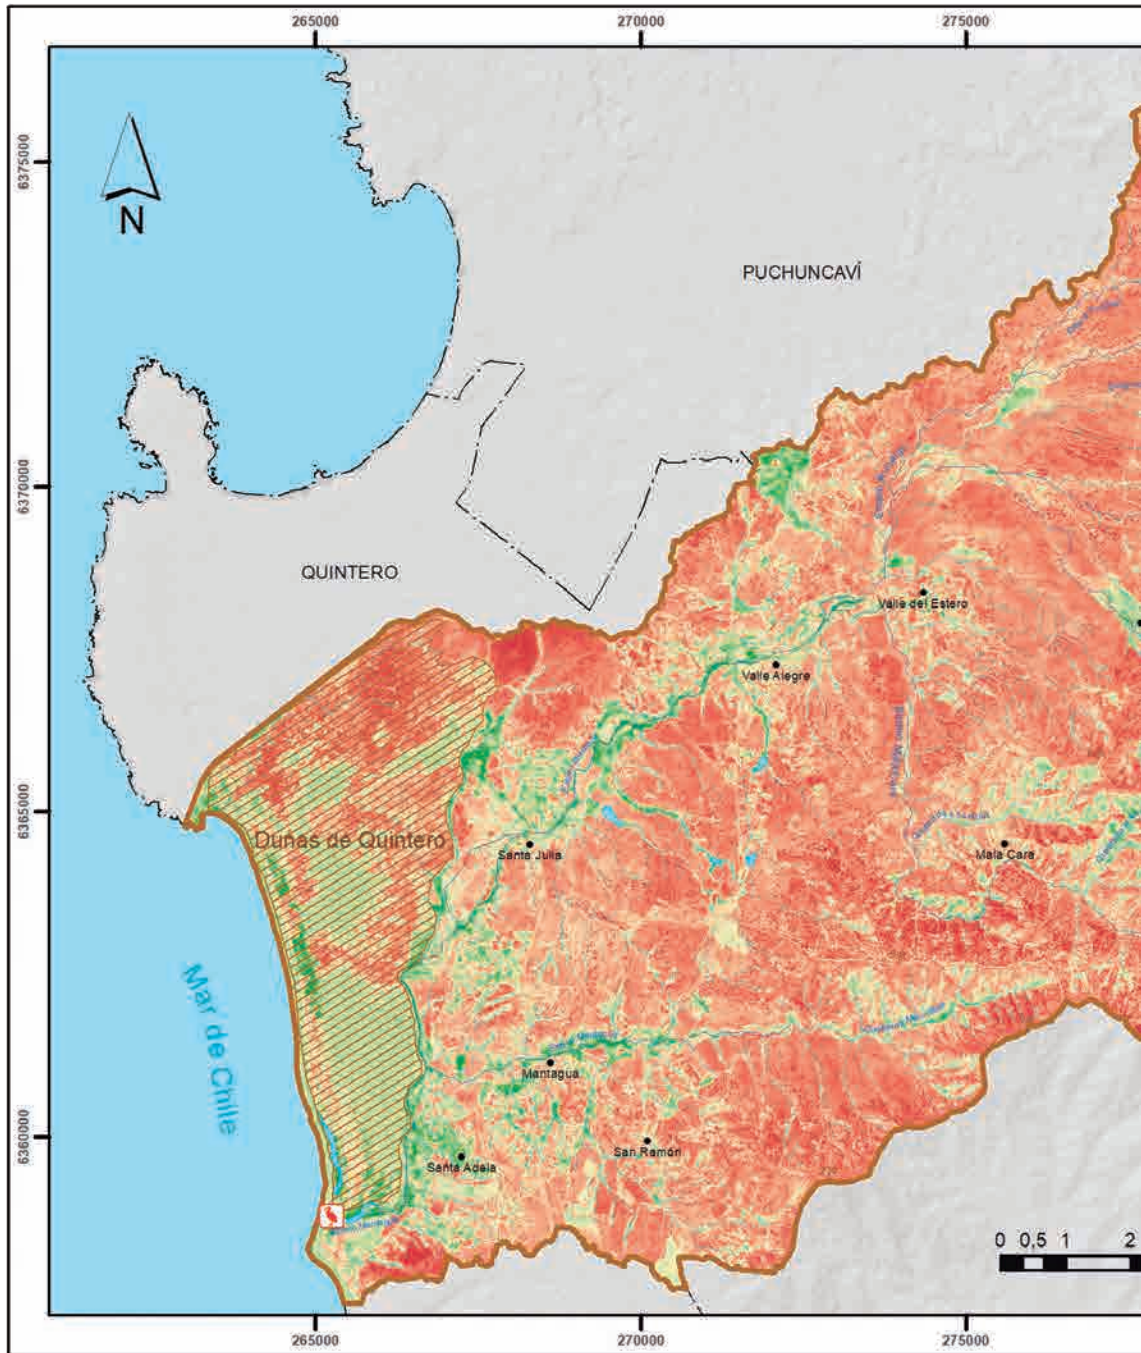 265000
270000
275000
6375000
N
PUCHUNCAVÍ
6370000
QUINTERO
Valle del Estero
Valle Alegre
6365000
Dunas de Quintero
Santa Julia
Mala Cara
Mar de Chile
Mantagua
6360000
San Ramón
Santa Adela
0 0,5 1 2
265000
270000
275000